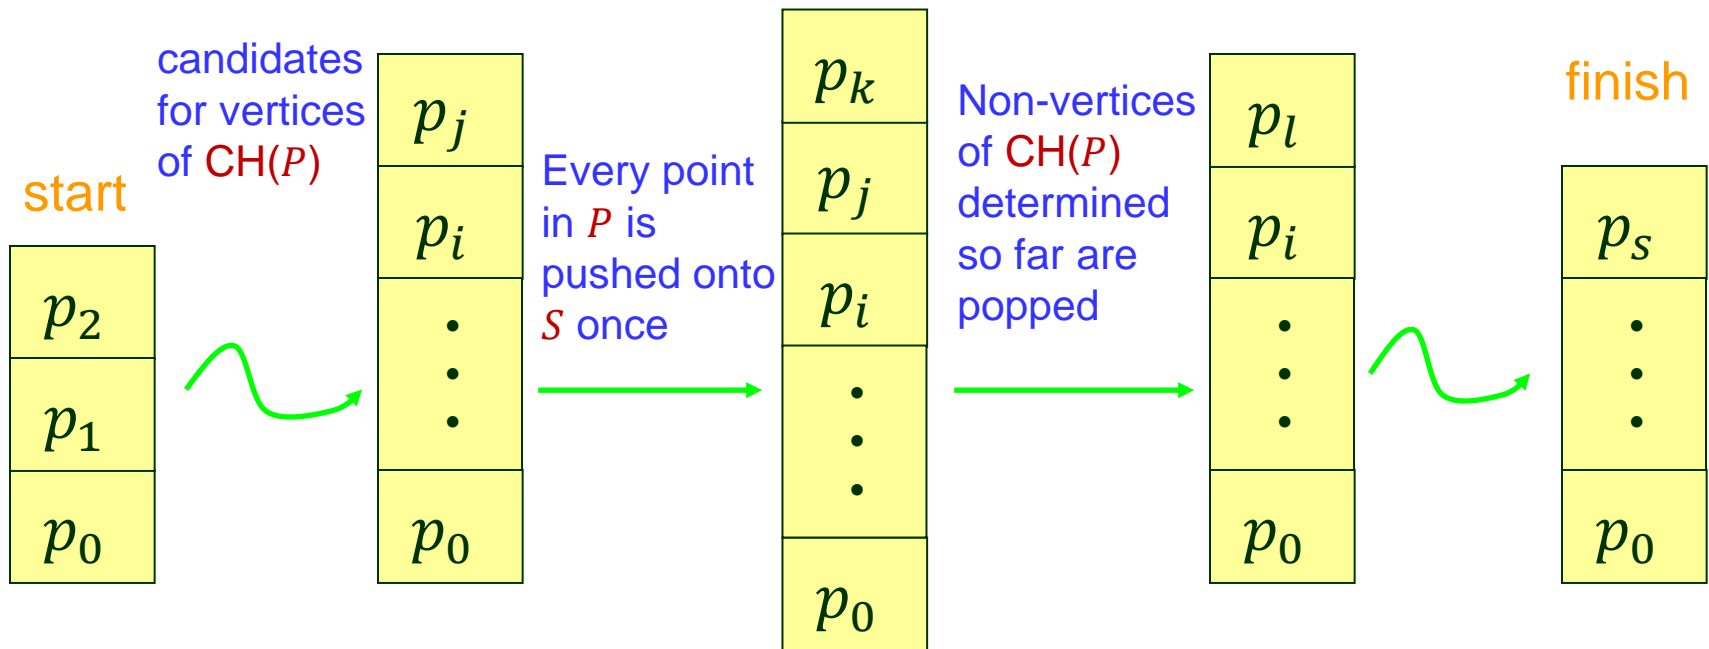 start
p₂
p₁
p₀
candidates
for vertices
of CH(P)
pⱼ
pᵢ
⋮
p₀
Every point
in P is
pushed onto
S once
pₖ
pⱼ
pᵢ
⋮
p₀
Non-vertices
of CH(P)
determined
so far are
popped
pₗ
pᵢ
⋮
p₀
finish
pₛ
⋮
p₀